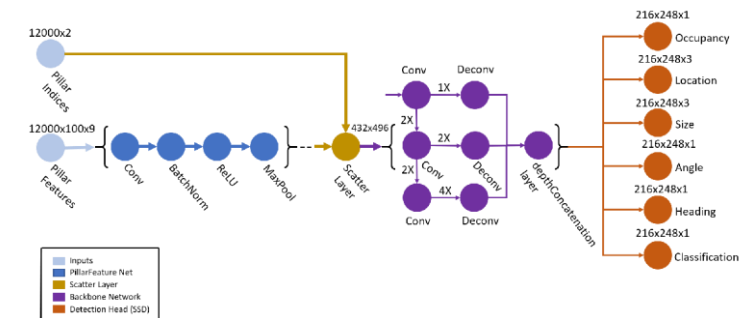 12000x2
Pillar
Indices
12000x100x9
Pillar
Features
Conv
BatchNorm
ReLU
MaxPool
432x496
Scatter
Layer
Conv
1X
Deconv
2X
Conv
2X
Deconv
2X
Conv
4X
Deconv
depthConcatenation
layer
216x248x1
Occupancy
216x248x3
Location
216x248x3
Size
216x248x1
Angle
216x248x1
Heading
216x248x1
Classification
Inputs
PillarFeature Net
Scatter Layer
Backbone Network
Detection Head (SSD)